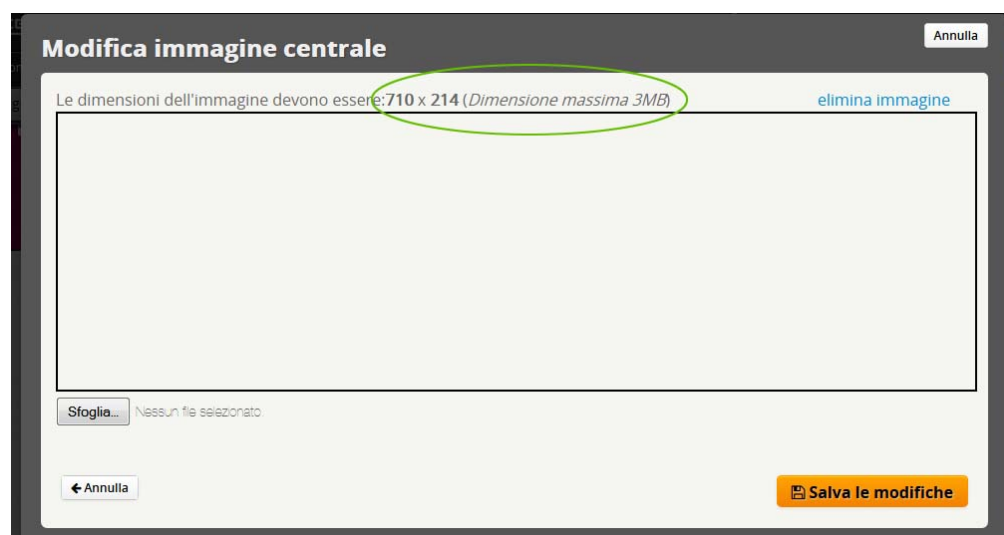 Modifica immagine centrale
Annulla
Le dimensioni dell'immagine devono essere:710 x 214 (Dimensione massima 3MB)
elimina immagine
Sfoglia... Nessun file selezionato.
Annulla
Salva le modifiche